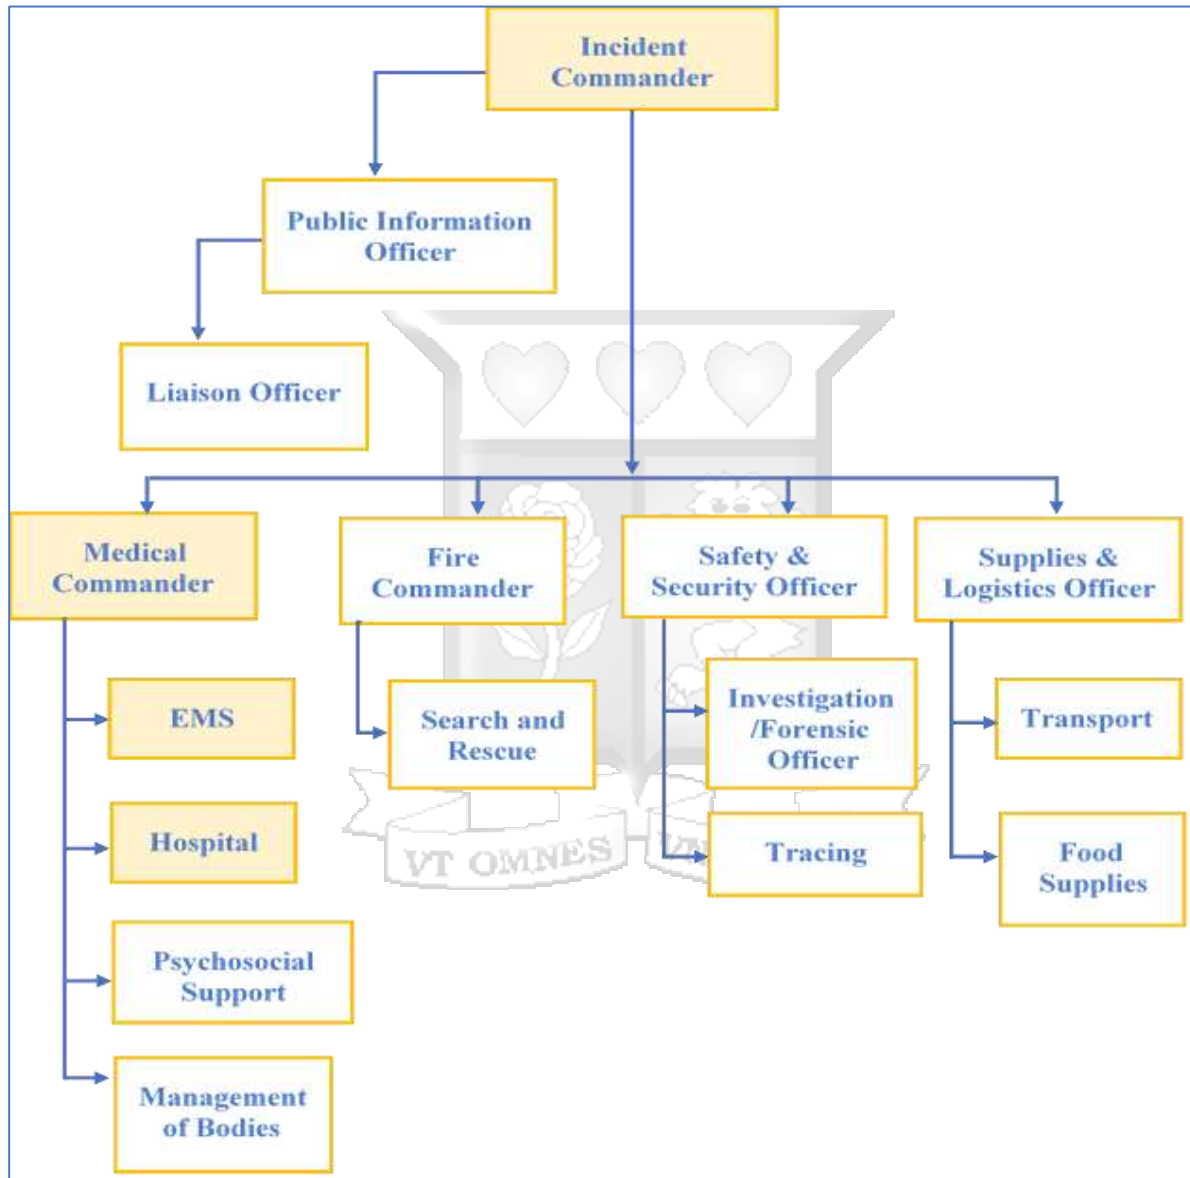 Incident
Commander
Public Information
Officer
Liaison Officer
Medical
Commander
Fire
Commander
Safety &
Security Officer
Supplies &
Logistics Officer
EMS
Search and
Rescue
Investigation
/Forensic
Officer
Transport
Hospital
VT OMNES
Tracing
Food
Supplies
Psychosocial
Support
Management
of Bodies